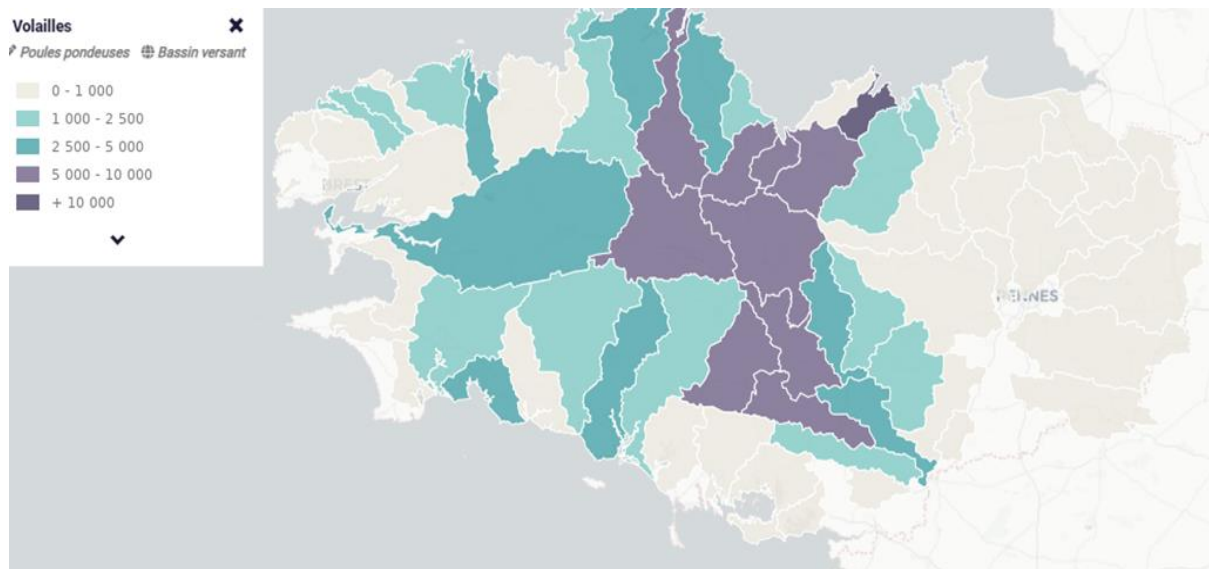 Volailles
Poules pondeuses Bassin versant
0 - 1 000
1 000 - 2 500
2 500 - 5 000
5 000 - 10 000
+ 10 000
BREST
RENNES